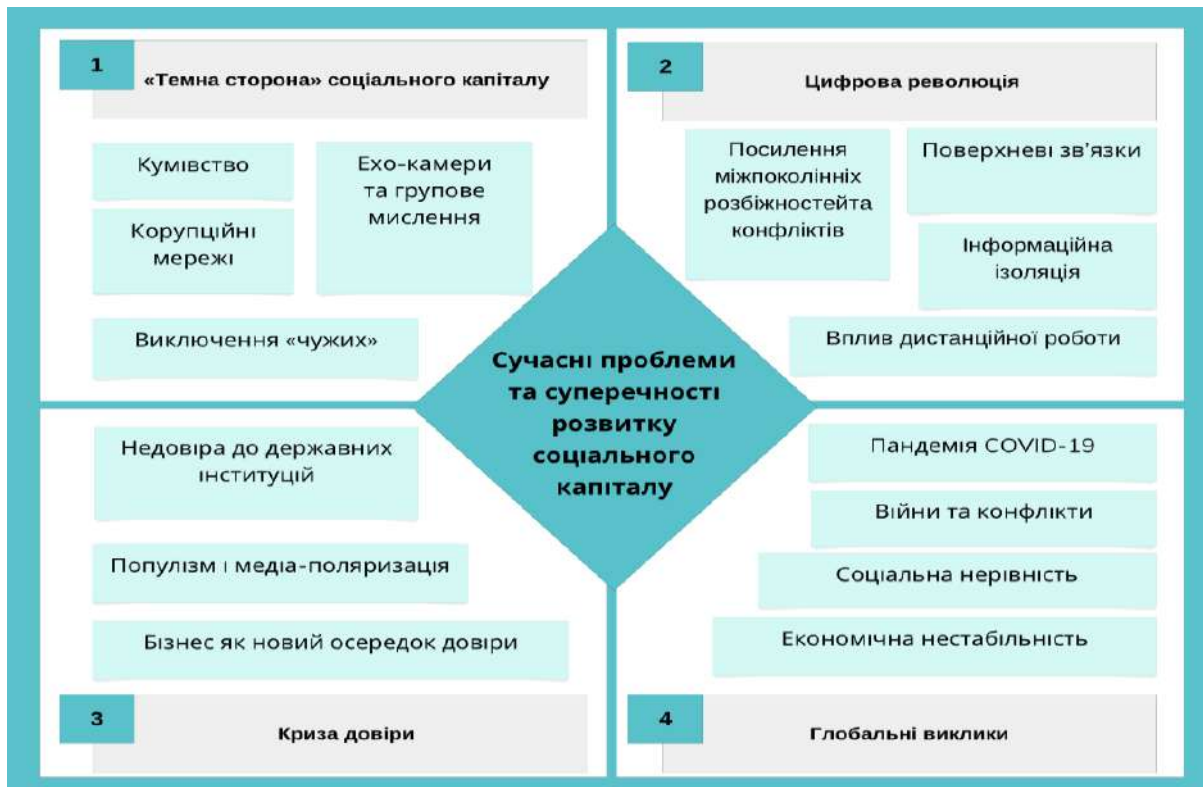 1
«Темна сторона» соціального капіталу
Кумівство
Корупційні
мережі
Ехо-камери
та групове
мислення
Виключення «чужих»
2
Цифрова революція
Посилення
міжпоколінніх
розбіжностейта
конфліктів
Поверхневі зв’язки
Інформаційна
ізоляція
Вплив дистанційної роботи
Сучасні проблеми
та суперечності
розвитку
соціального
капіталу
Недовіра до державних
інституцій
Популізм і медіа-поляризація
Бізнес як новий осередок довіри
3
Криза довіри
Пандемія COVID-19
Війни та конфлікти
Соціальна нерівність
Економічна нестабільність
4
Глобальні виклики